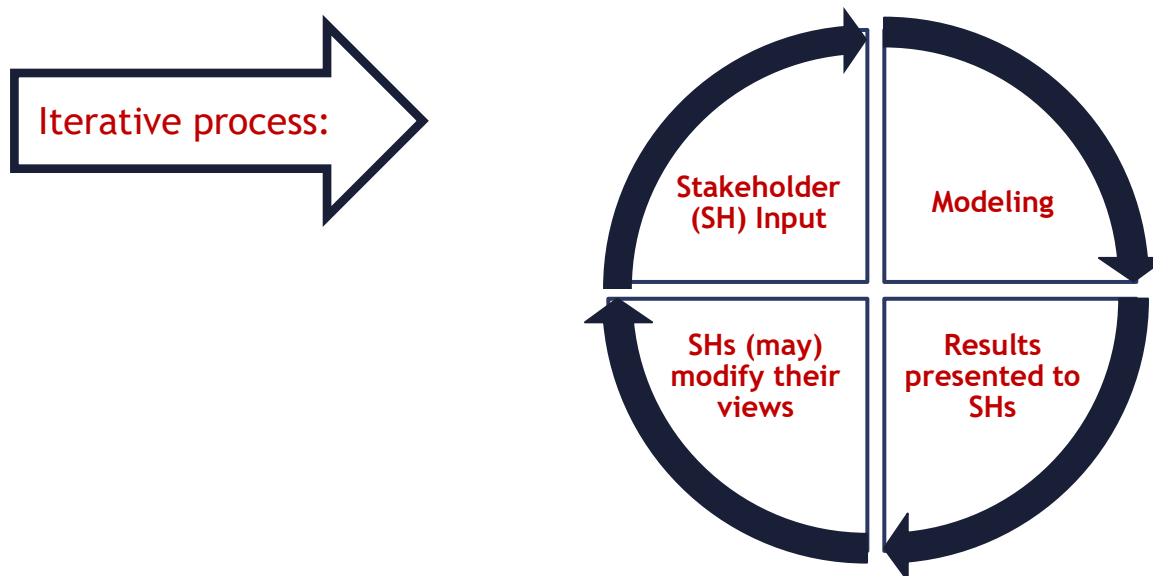 Iterative process:
Stakeholder
(SH) Input
Modeling
SHs (may)
modify their
views
Results
presented to
SHs